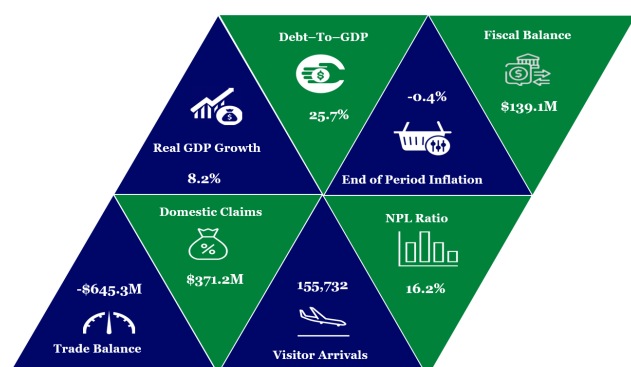 Debt–To–GDP
25.7%
Fiscal Balance
$139.1M
Real GDP Growth
8.2%
-0.4%
End of Period Inflation
Domestic Claims
$371.2M
NPL Ratio
16.2%
-$645.3M
Trade Balance
155,732
Visitor Arrivals